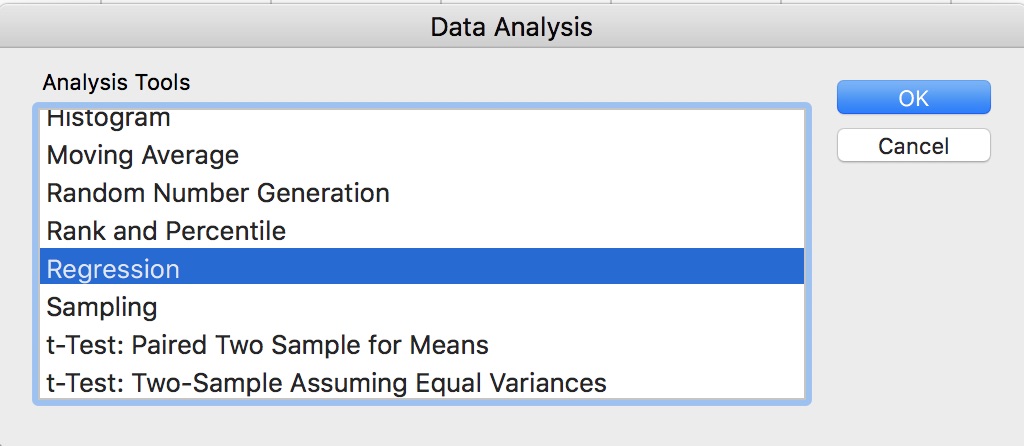 Data Analysis
Analysis Tools
Histogram
Moving Average
Random Number Generation
Rank and Percentile
Regression
Sampling
t-Test: Paired Two Sample for Means
t-Test: Two-Sample Assuming Equal Variances
OK
Cancel